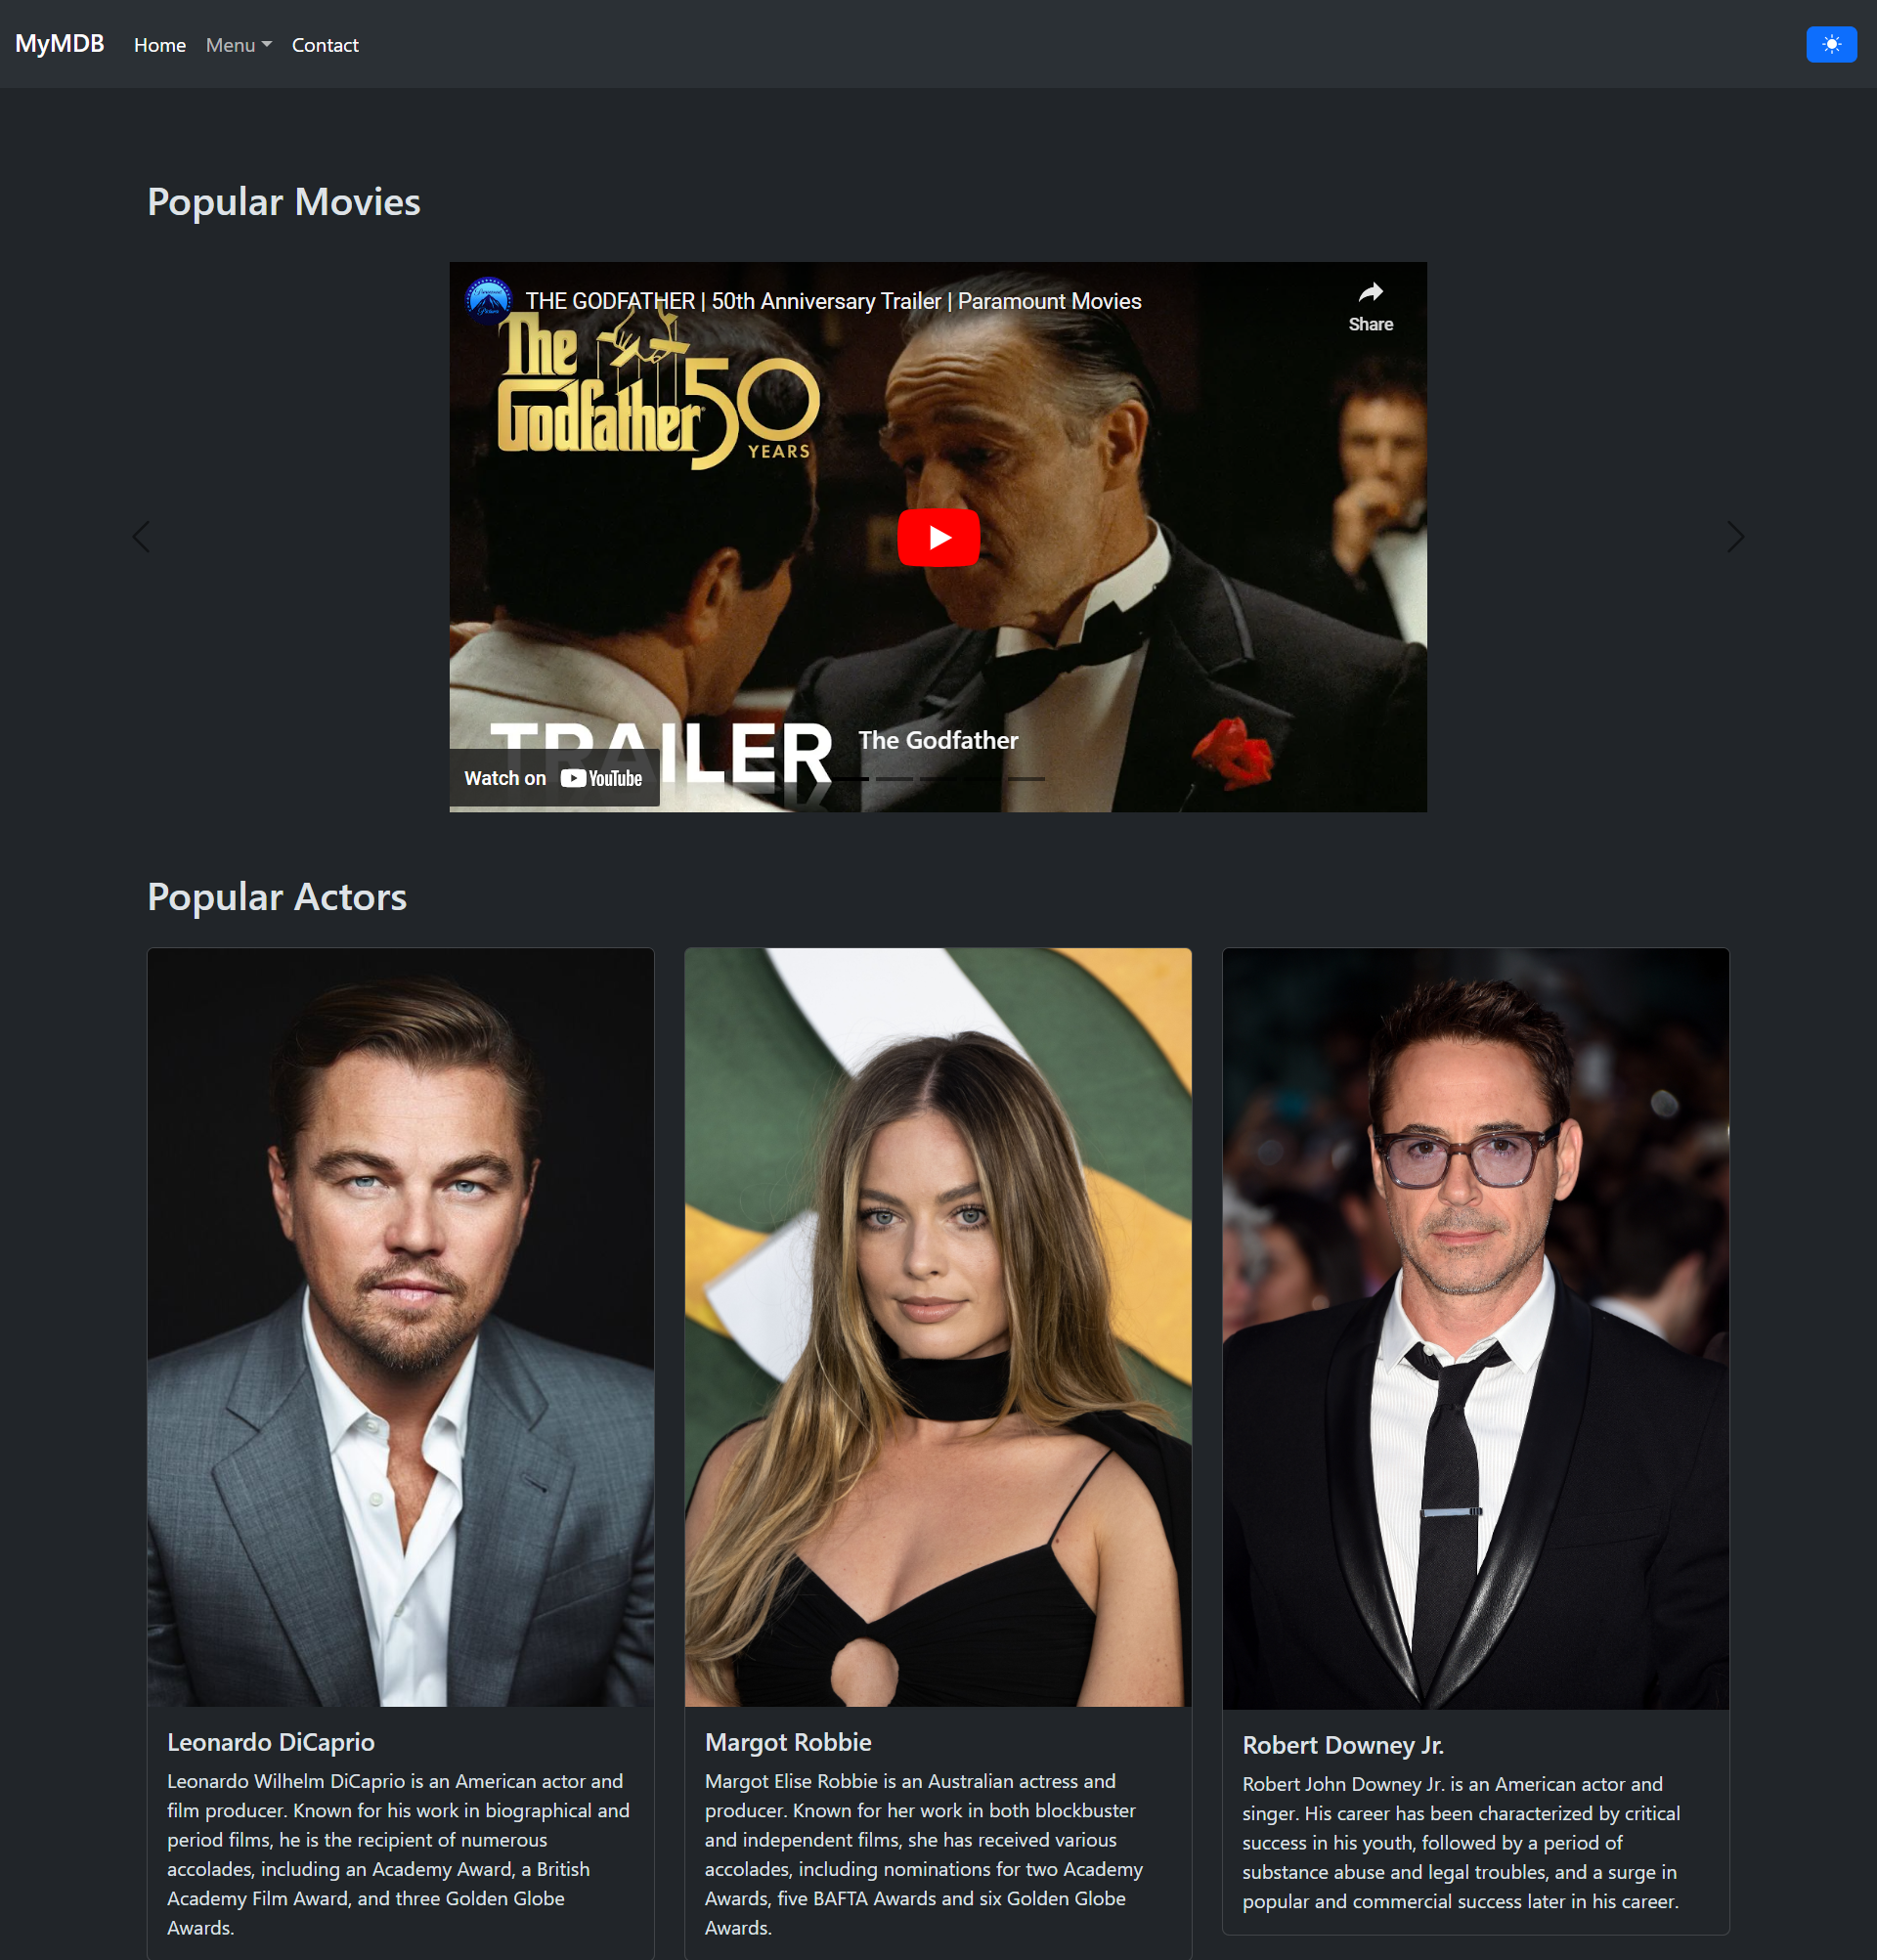 MyMDB
Home
Menu
Contact
Popular Movies
THE GODFATHER | 50th Anniversary Trailer | Paramount Movies
Share
The
Godfather 50
YEARS
The Godfather
TRAILER
Watch on YouTube
Popular Actors
Leonardo DiCaprio
Leonardo Wilhelm DiCaprio is an American actor and
film producer. Known for his work in biographical and
period films, he is the recipient of numerous
accolades, including an Academy Award, a British
Academy Film Award, and three Golden Globe
Awards.
Margot Robbie
Margot Elise Robbie is an Australian actress and
producer. Known for her work in both blockbuster
and independent films, she has received various
accolades, including nominations for two Academy
Awards, five BAFTA Awards and six Golden Globe
Awards.
Robert Downey Jr.
Robert John Downey Jr. is an American actor and
singer. His career has been characterized by critical
success in his youth, followed by a period of
substance abuse and legal troubles, and a surge in
popular and commercial success later in his career.